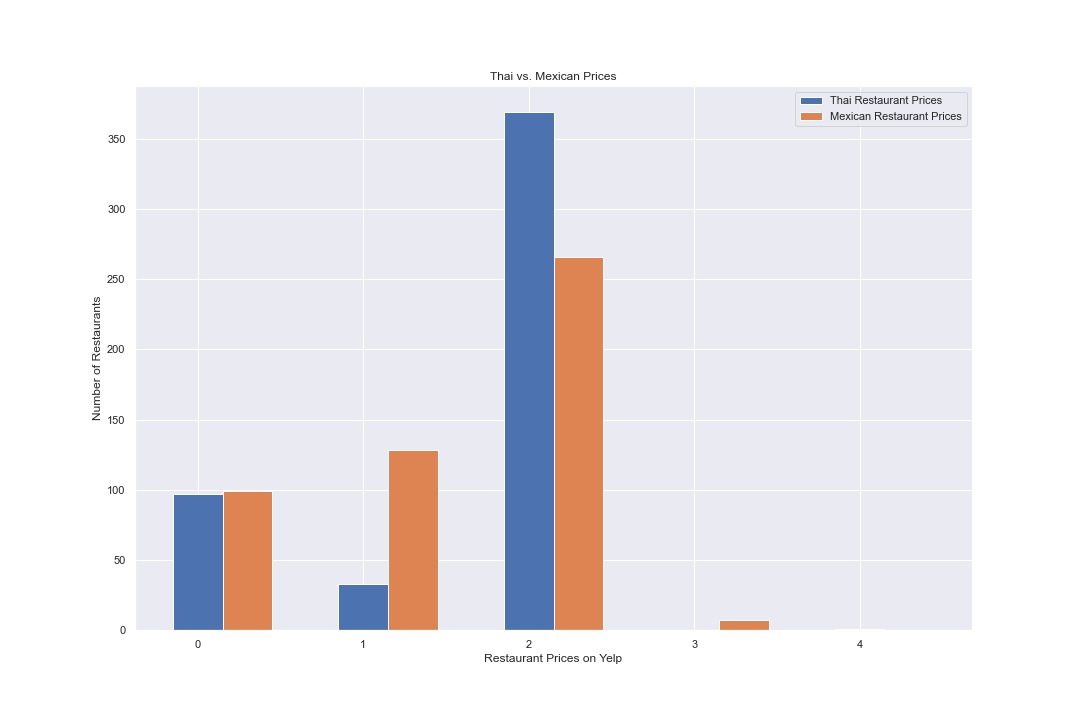 Thai vs. Mexican Prices
Thai Restaurant Prices
Mexican Restaurant Prices
350
300
250
200
150
100
50
0
Number of Restaurants
0 1 2 3 4
Restaurant Prices on Yelp